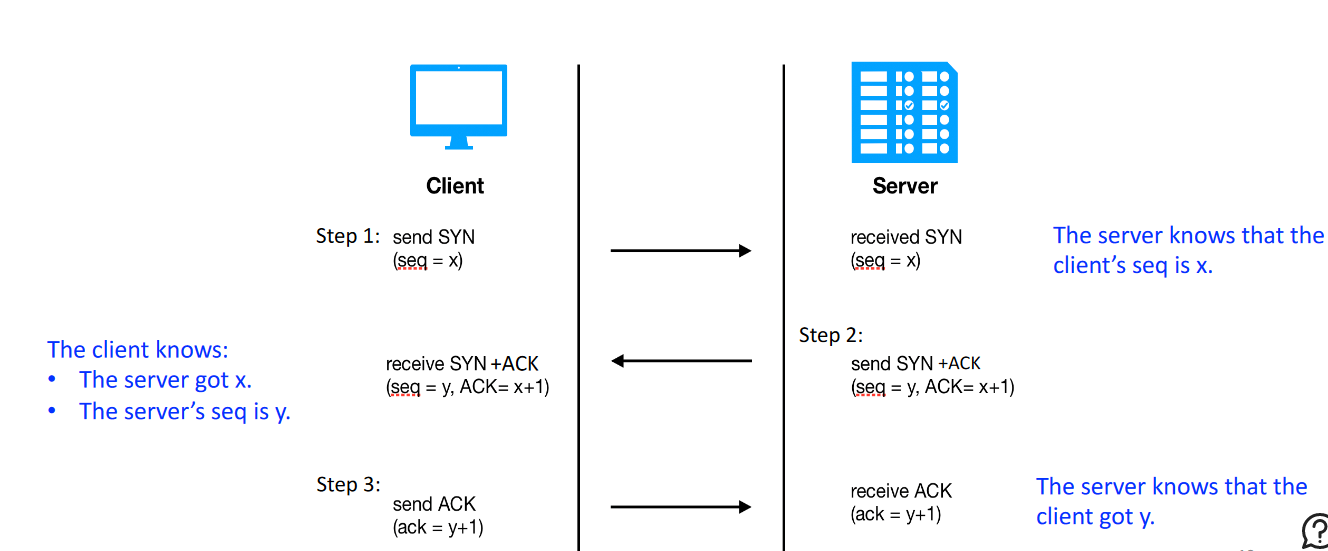 Client
Server
Step 1: send SYN
(seq = x)
received SYN
(seq = x)
The server knows that the
client's seq is x.
Step 2:
The client knows:
• The server got x.
• The server's seq is y.
receive SYN +ACK
(seq = y, ACK= x+1)
send SYN +ACK
(seq = y, ACK= x+1)
Step 3:
send ACK
(ack = y+1)
receive ACK
(ack = y+1)
The server knows that the
client got y.
?